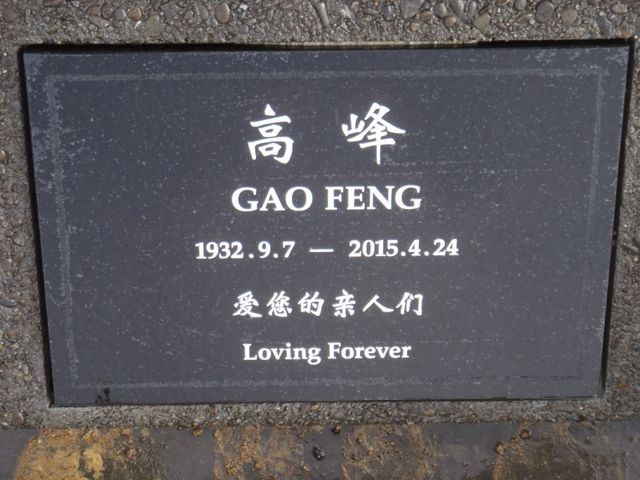 高 峰
GAO FENG
1932.9.7 — 2015.4.24
爱您的亲人们
Loving Forever